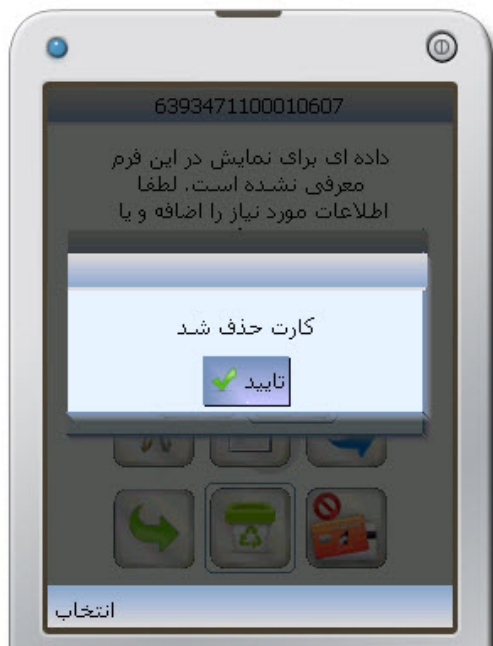 6393471100010607
داده ای برای نمایش در این فرم
معرفی نشده است. لطفا
اطلاعات مورد نیاز را اضافه و یا
کارت حذف شد
تایید
انتخاب